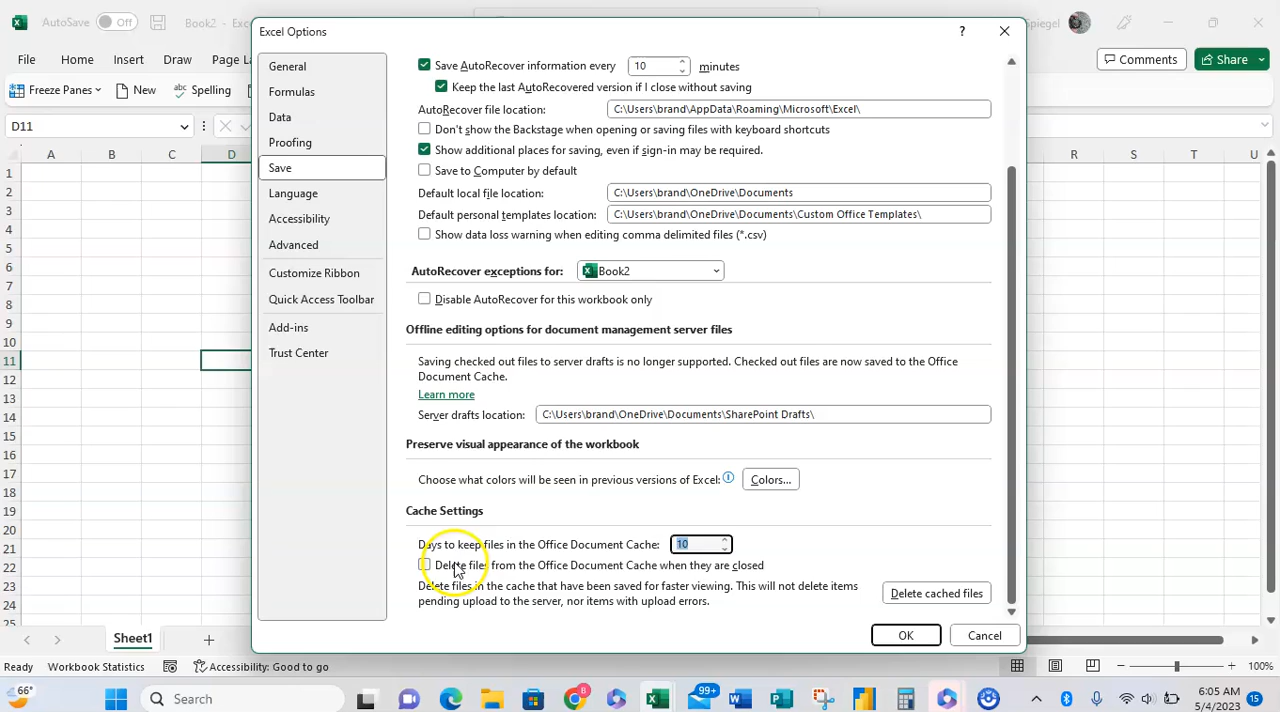 AutoSave Off Book2 - Exce Spiegel
Excel Options
?
File Home Insert Draw Page La Comments Share
Freeze Panes New Spelling
D11
A B C D R S T U
1
2
3
4
5
6
7
8
9
10
11
12
13
14
15
16
17
18
19
20
21
22
23
24
25
General
Formulas
Data
Proofing
Save
Language
Accessibility
Advanced
Customize Ribbon
Quick Access Toolbar
Add-ins
Trust Center
Save AutoRecover information every 10 minutes
Keep the last AutoRecovered version if I close without saving
AutoRecover file location: C:\Users\brand\AppData\Roaming\Microsoft\Excel\
Don't show the Backstage when opening or saving files with keyboard shortcuts
Show additional places for saving, even if sign-in may be required.
Save to Computer by default
Default local file location: C:\Users\brand\OneDrive\Documents
Default personal templates location: C:\Users\brand\OneDrive\Documents\Custom Office Templates\
Show data loss warning when editing comma delimited files (*.csv)
AutoRecover exceptions for: Book2
Disable AutoRecover for this workbook only
Offline editing options for document management server files
Saving checked out files to server drafts is no longer supported. Checked out files are now saved to the Office
Document Cache.
Learn more
Server drafts location: C:\Users\brand\OneDrive\Documents\SharePoint Drafts\
Preserve visual appearance of the workbook
Choose what colors will be seen in previous versions of Excel: Colors...
Cache Settings
Days to keep files in the Office Document Cache: 10
Delete files from the Office Document Cache when they are closed
Delete files in the cache that have been saved for faster viewing. This will not delete items
pending upload to the server, nor items with upload errors.
Delete cached files
OK Cancel
Sheet1
Ready Workbook Statistics Accessibility: Good to go 100%
66° Search 99+ 6:05 AM
5/4/2023 15